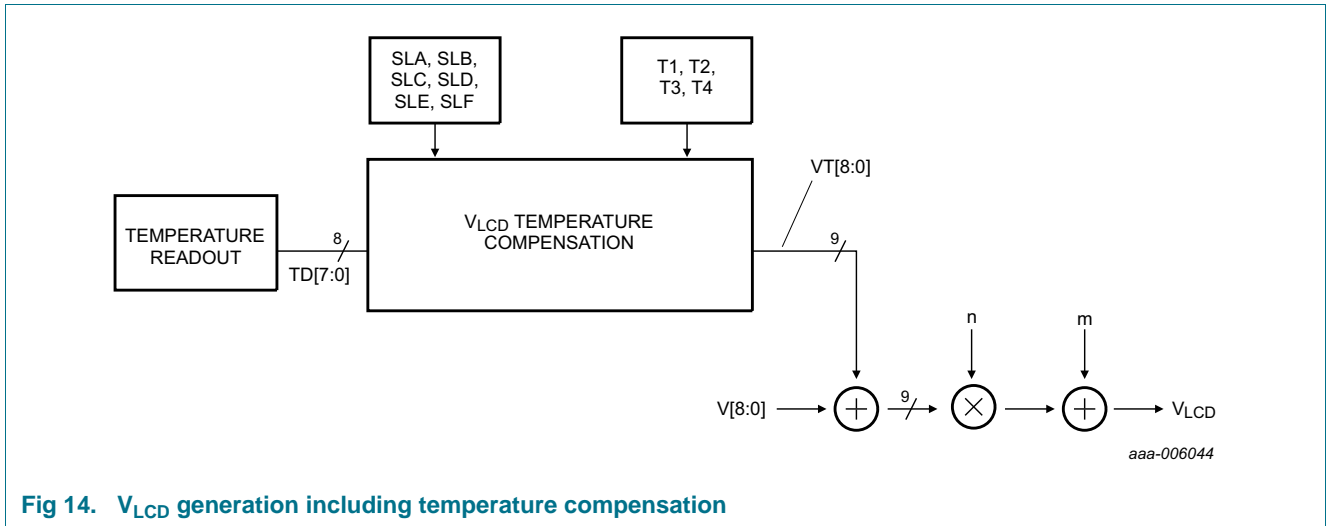 SLA, SLB,
SLC, SLD,
SLE, SLF
T1, T2,
T3, T4
VT[8:0]
TEMPERATURE
READOUT
8
TD[7:0]
VLCD TEMPERATURE
COMPENSATION
9
n
m
V[8:0]
+
9
×
+
VLCD
aaa-006044
Fig 14. VLCD generation including temperature compensation